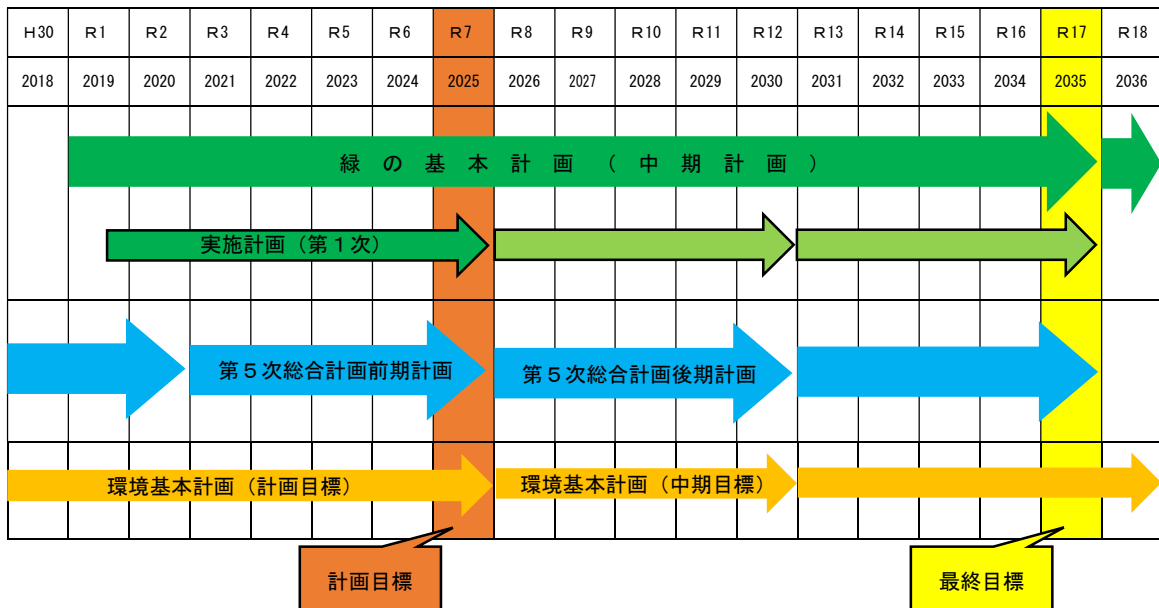 H30 R1 R2 R3 R4 R5 R6 R7 R8 R9 R10 R11 R12 R13 R14 R15 R16 R17 R18
2018 2019 2020 2021 2022 2023 2024 2025 2026 2027 2028 2029 2030 2031 2032 2033 2034 2035 2036
緑の基本計画(中期計画)
実施計画(第1次)
第5次総合計画前期計画 第5次総合計画後期計画
環境基本計画(計画目標) 環境基本計画(中期目標)
計画目標 最終目標